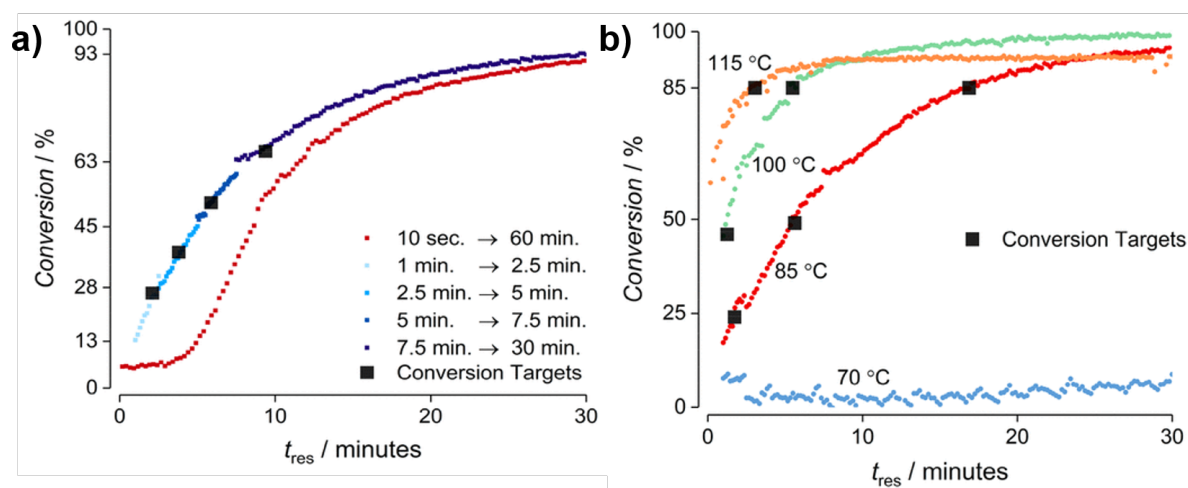 a)
100
93
63
45
28
13
0
Conversion / %
10 sec. → 60 min.
1 min. → 2.5 min.
2.5 min. → 5 min.
5 min. → 7.5 min.
7.5 min. → 30 min.
Conversion Targets
0 10 20 30
tres / minutes
b)
100
85
50
25
0
Conversion / %
115 °C
100 °C
85 °C
70 °C
Conversion Targets
0 10 20 30
tres / minutes